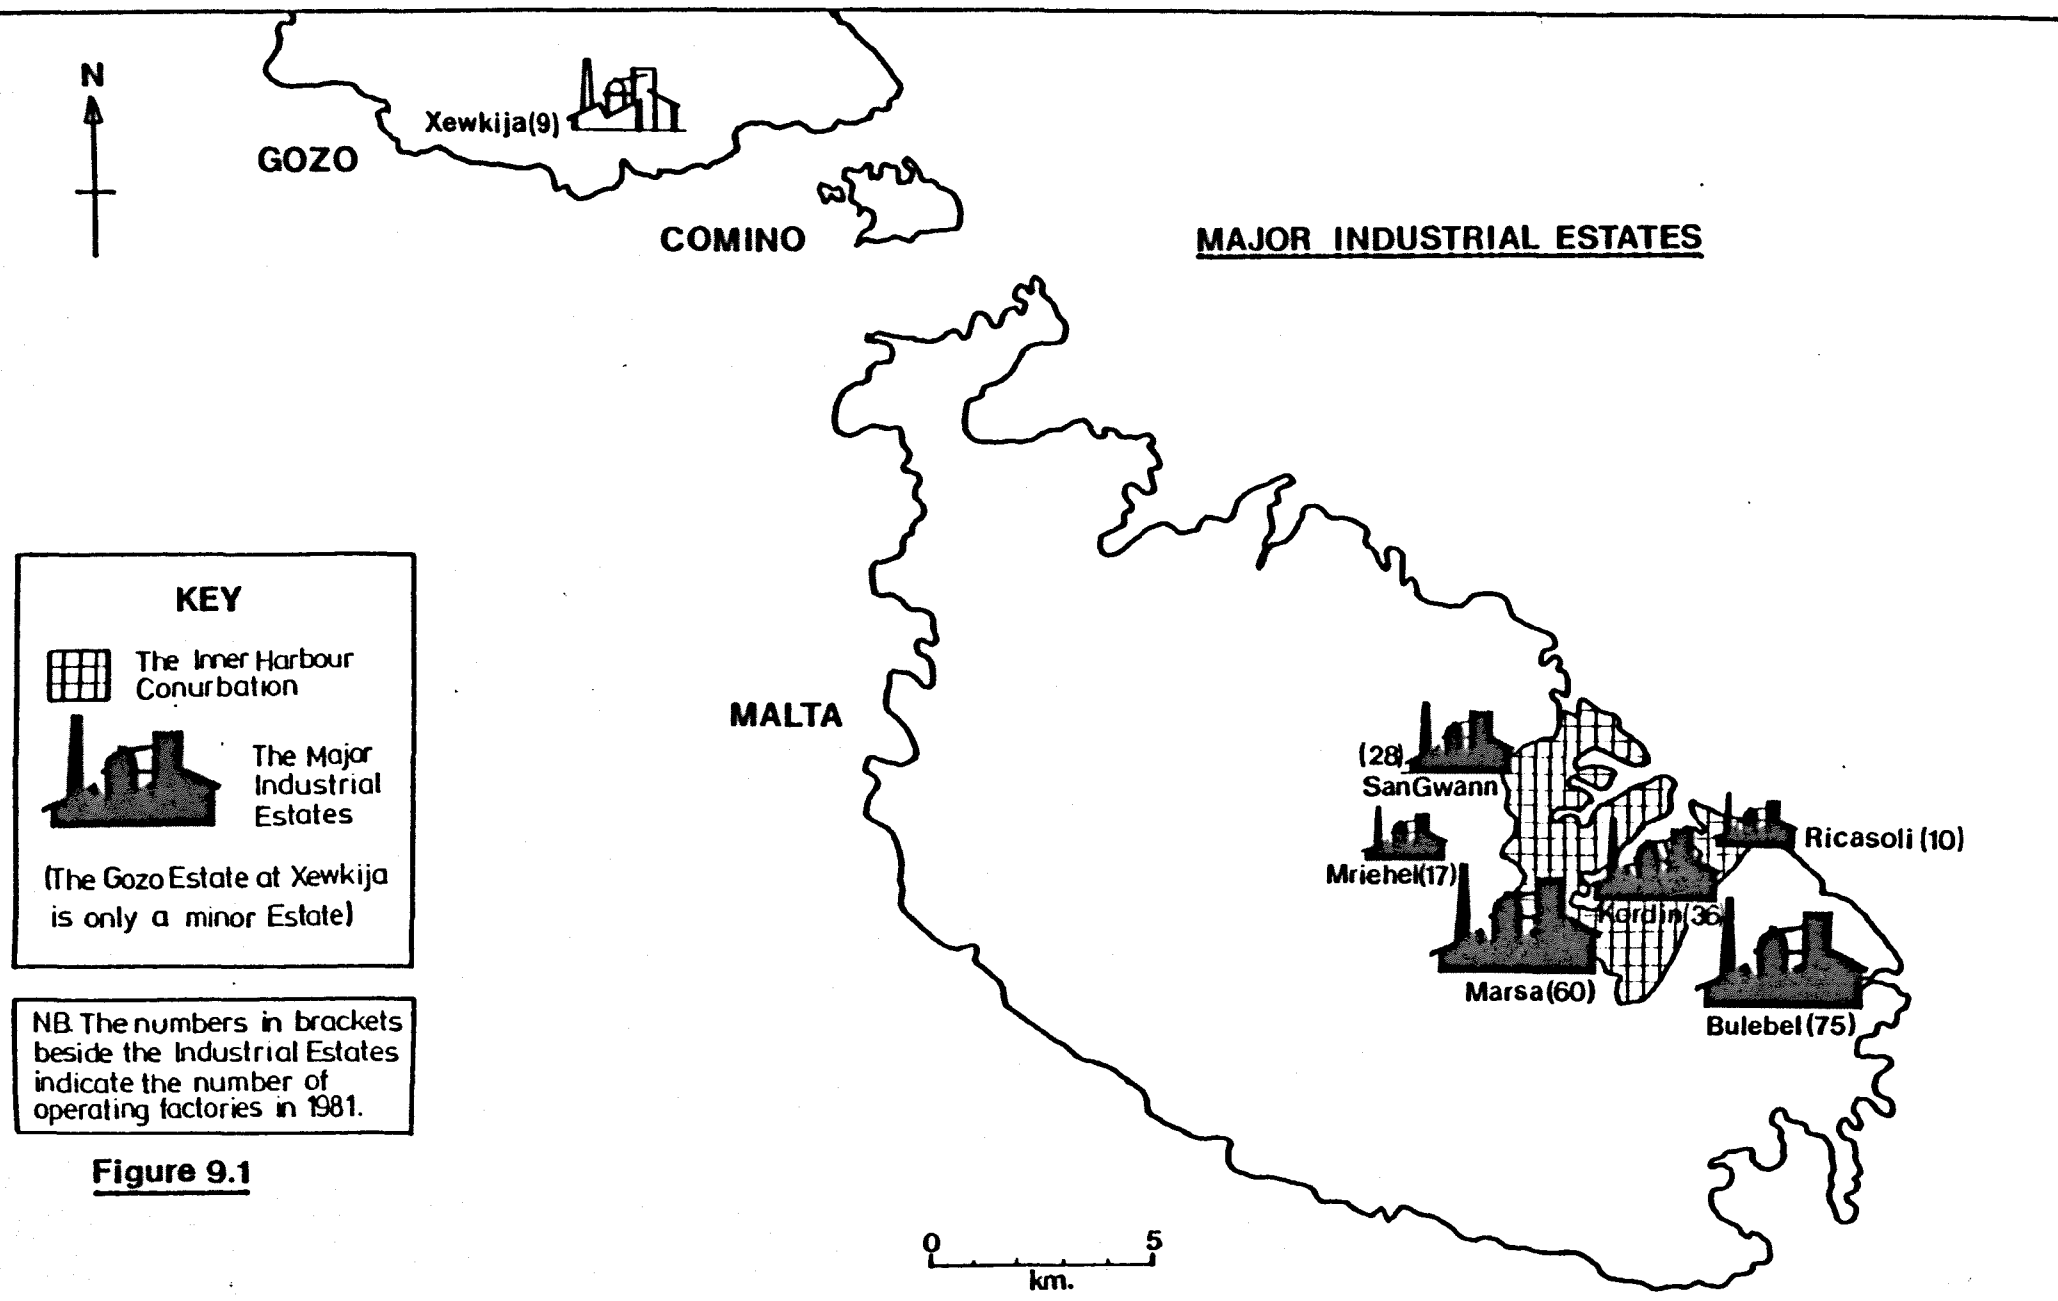 N
Xewkija(9)
GOZO
COMINO
MAJOR INDUSTRIAL ESTATES
KEY
The Inner Harbour
Conurbation
The Major
Industrial
Estates
(The Gozo Estate at Xewkija
is only a minor Estate)
MALTA
(28)
SanGwann
Mriehel(17)
Ricasoli (10)
Kordin(36)
Marsa(60)
Bulebel(75)
NB. The numbers in brackets
beside the Industrial Estates
indicate the number of
operating factories in 1981.
Figure 9.1
0 5
km.